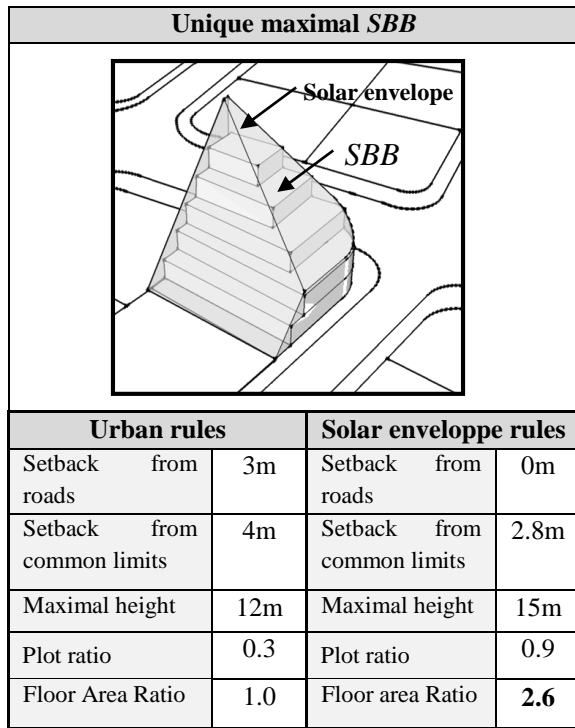 Unique maximal SBB
Solar envelope
SBB
Urban rules Solar enveloppe rules
Setback from 3m Setback from 0m
roads roads
Setback from 4m Setback from 2.8m
common limits common limits
Maximal height 12m Maximal height 15m
Plot ratio 0.3 Plot ratio 0.9
Floor Area Ratio 1.0 Floor area Ratio 2.6